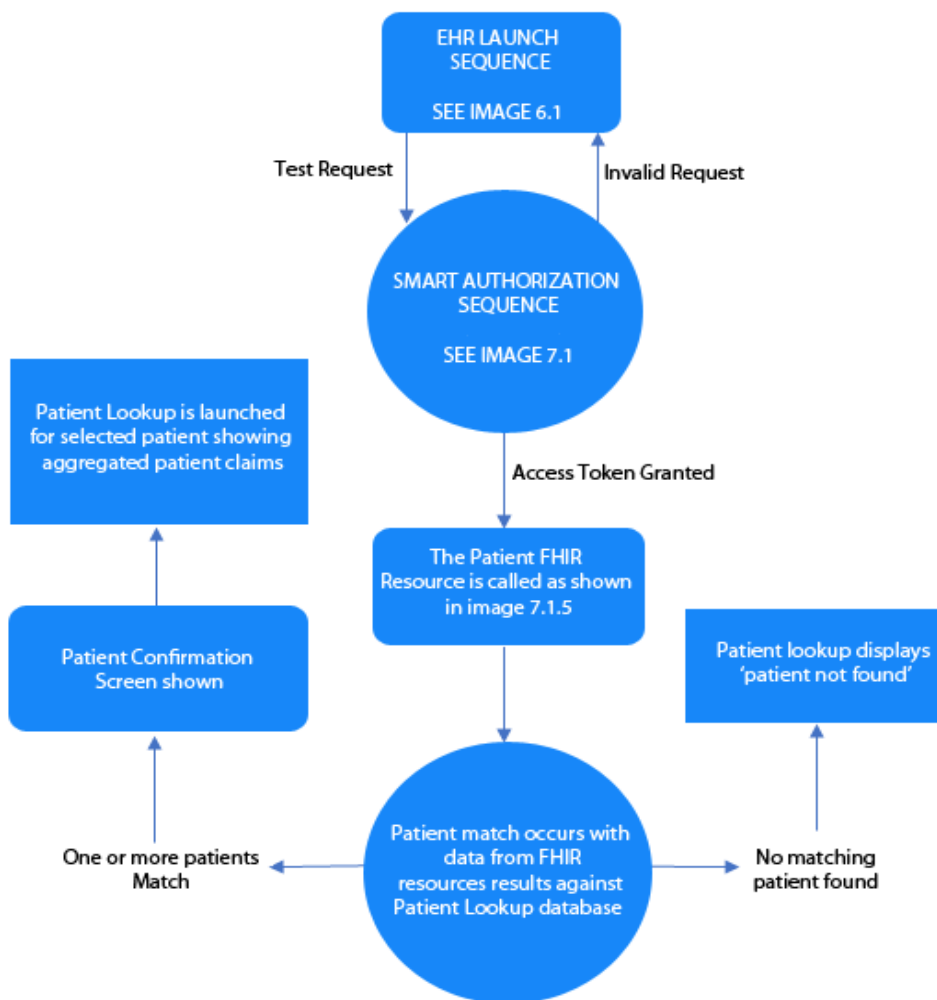 EHR LAUNCH
SEQUENCE
SEE IMAGE 6.1
Test Request
Invalid Request
SMART AUTHORIZATION
SEQUENCE
SEE IMAGE 7.1
Patient Lookup is launched
for selected patient showing
aggregated patient claims
Access Token Granted
The Patient FHIR
Resource is called as shown
in image 7.1.5
Patient Confirmation
Screen shown
Patient lookup displays
‘patient not found’
One or more patients
Match
Patient match occurs with
data from FHIR
resources results against
Patient Lookup database
No matching
patient found